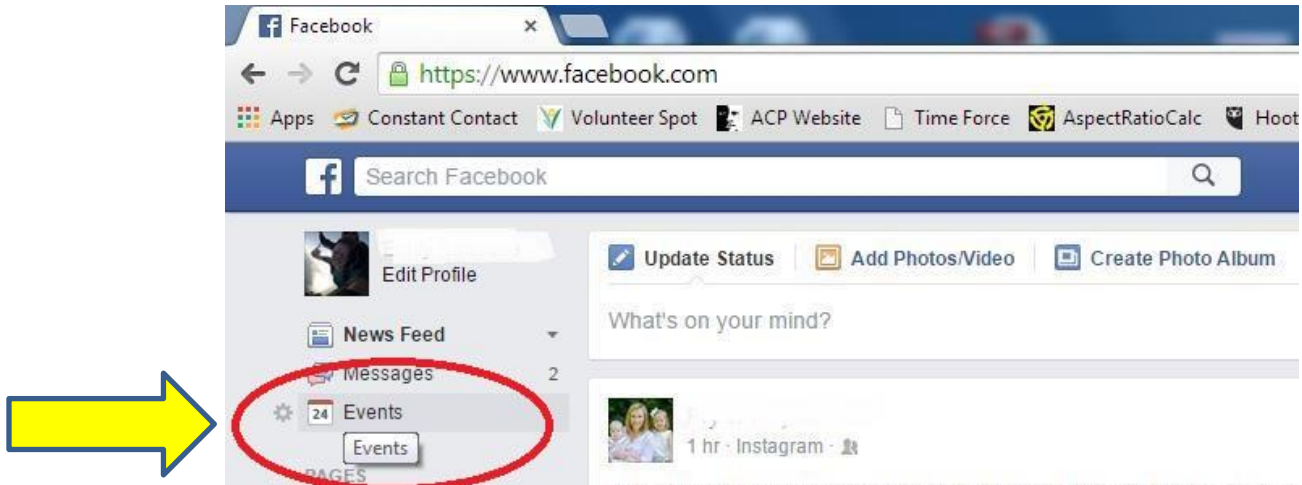 Facebook
https://www.facebook.com
Apps Constant Contact Volunteer Spot ACP Website Time Force AspectRatioCalc Hoot
f Search Facebook
Edit Profile
Update Status Add Photos/Video Create Photo Album
What's on your mind?
News Feed
Messages 2
24 Events
Events
PAGES
1 hr · Instagram ·